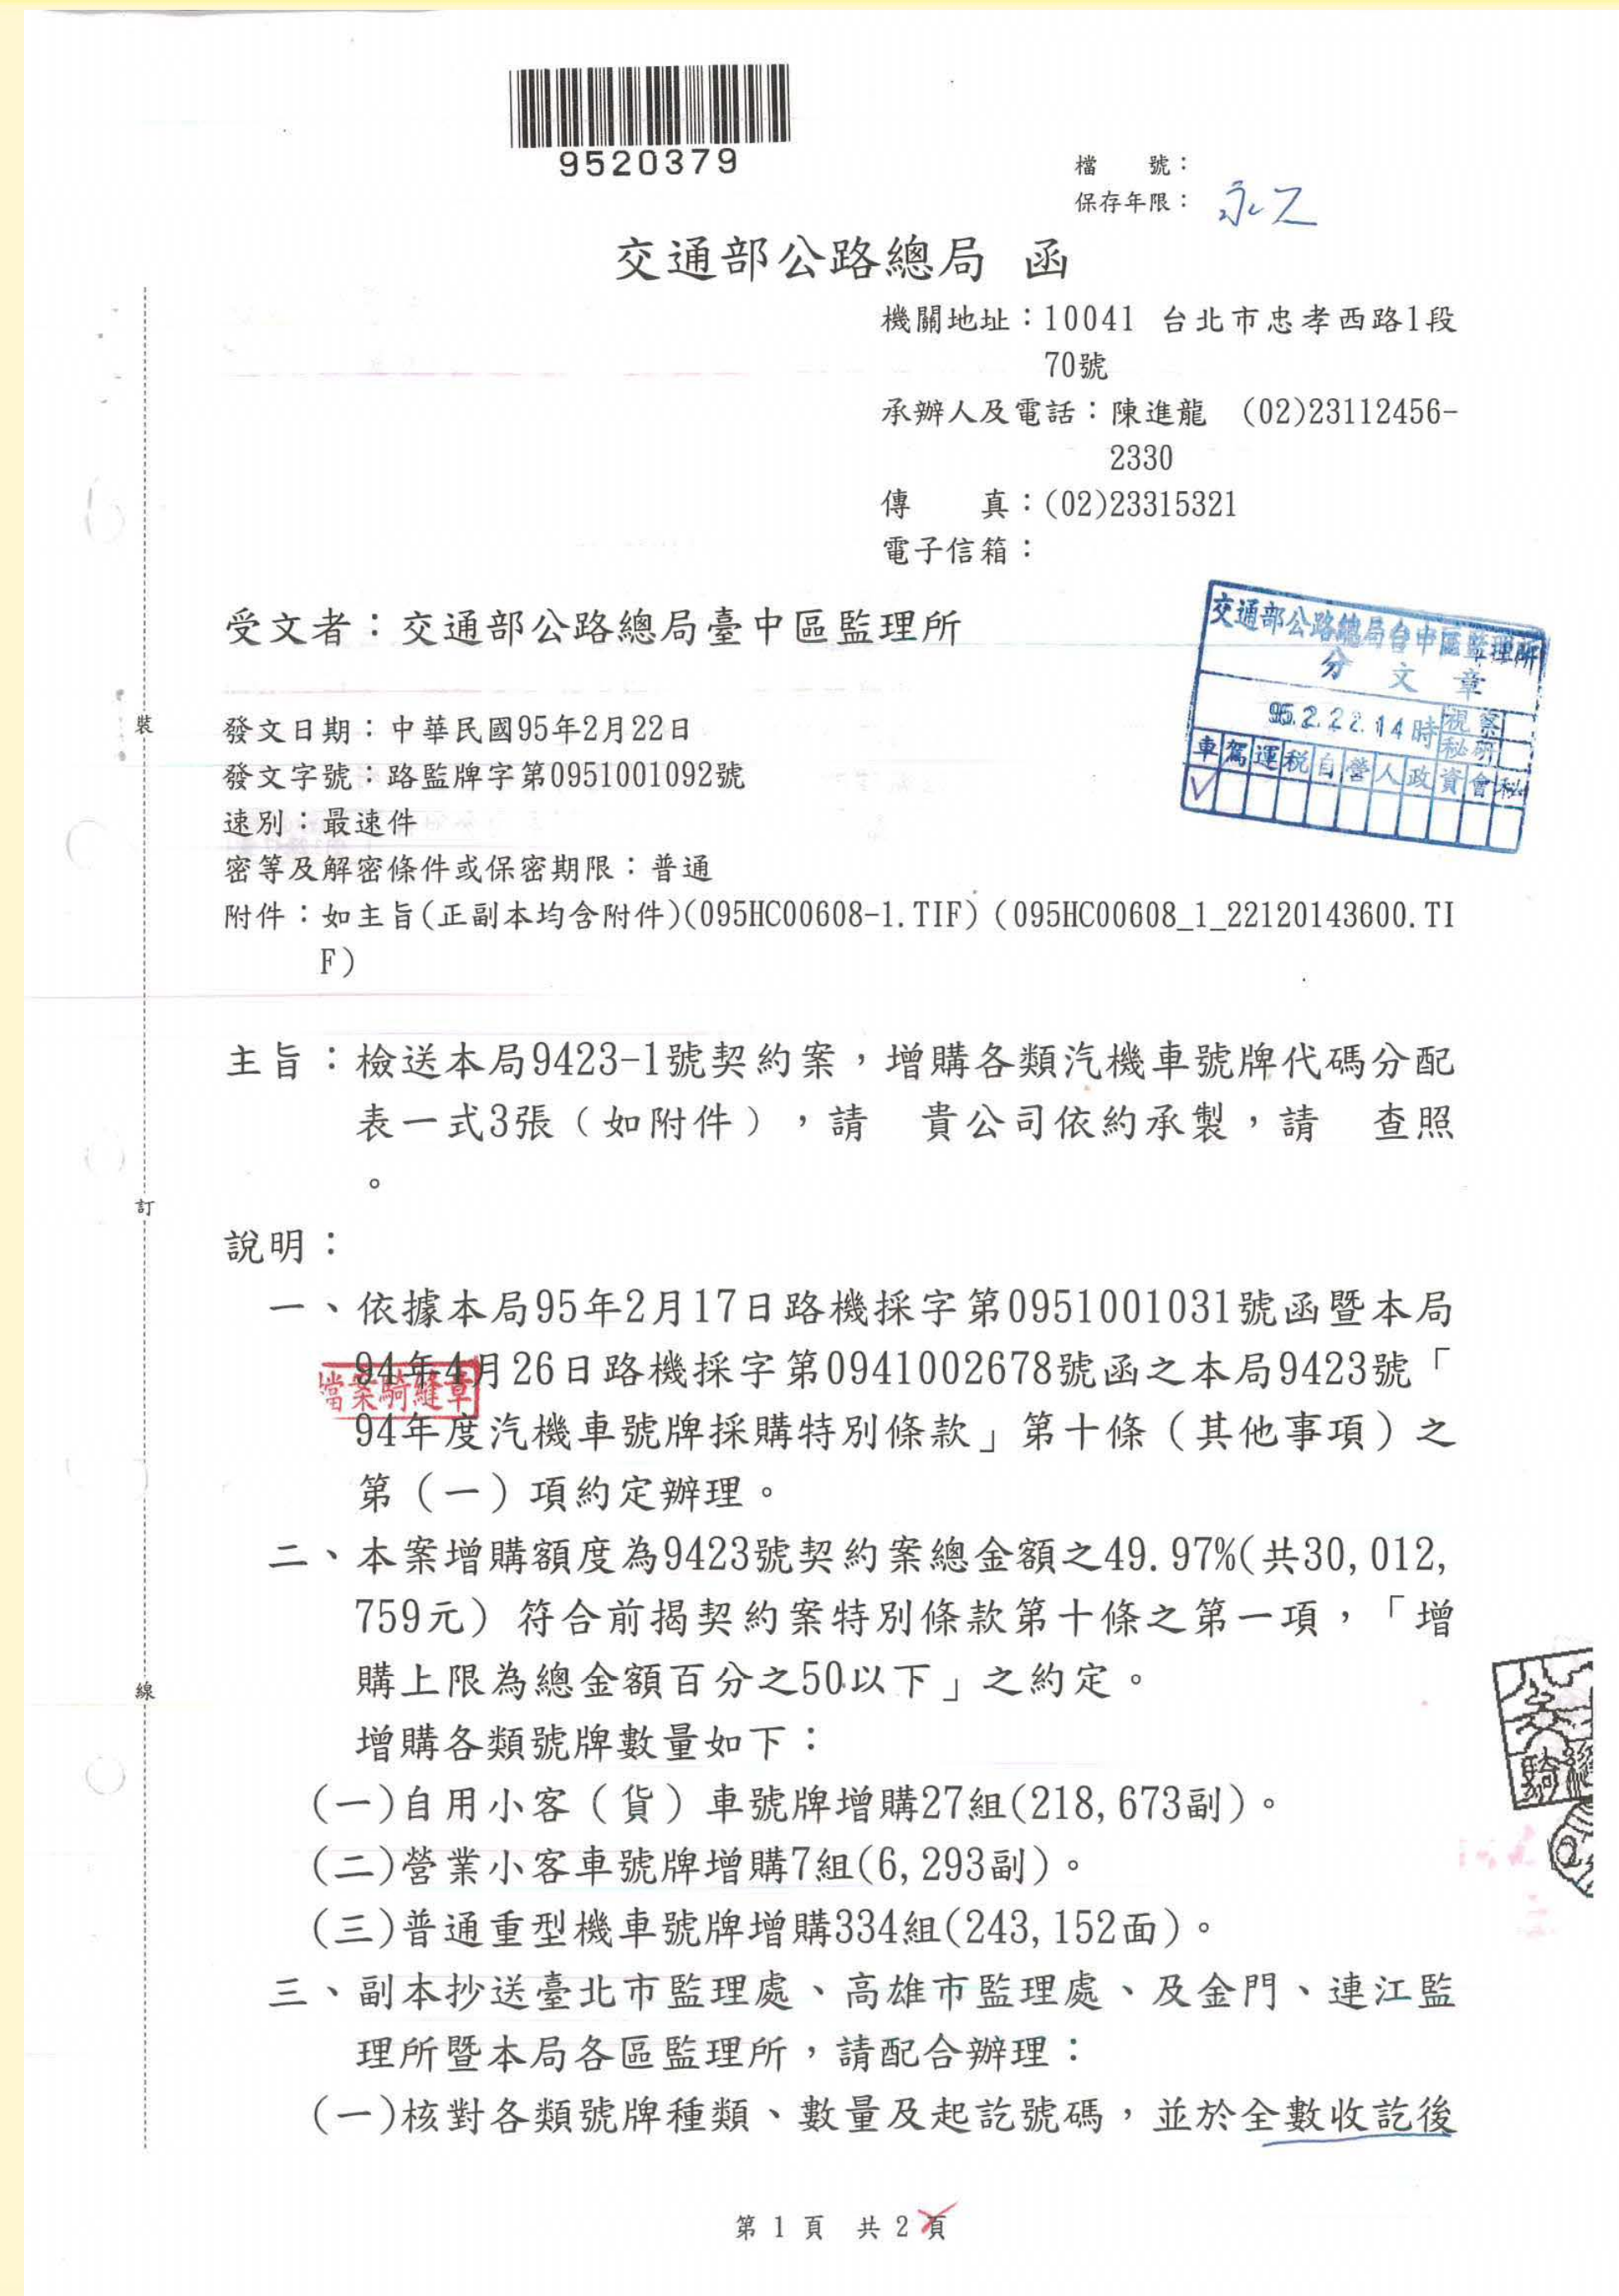 9520379
檔　　號：
保存年限：永久
交通部公路總局 函
機關地址：10041 台北市忠孝西路1段
70號
承辦人及電話：陳進龍 (02)23112456-
2330
傳　　真：(02)23315321
電子信箱：
受文者：交通部公路總局臺中區監理所
交通部公路總局台中區監理所
分文章
95.2.22.14時
車駕運稅自營人政資會秘
發文日期：中華民國95年2月22日
發文字號：路監牌字第0951001092號
速別：最速件
密等及解密條件或保密期限：普通
附件：如主旨(正副本均含附件)(095HC00608-1.TIF)(095HC00608_1_22120143600.TI
F)
裝
主旨：檢送本局9423-1號契約案，增購各類汽機車號牌代碼分配
表一式3張（如附件），請　貴公司依約承製，請　查照
。
訂
說明：
一、依據本局95年2月17日路機採字第0951001031號函暨本局
94年4月26日路機採字第0941002678號函之本局9423號「
檔案騎縫章
94年度汽機車號牌採購特別條款」第十條（其他事項）之
第（一）項約定辦理。
二、本案增購額度為9423號契約案總金額之49.97%(共30,012,
759元) 符合前揭契約案特別條款第十條之第一項，「增
購上限為總金額百分之50以下」之約定。
線
增購各類號牌數量如下：
(一)自用小客（貨）車號牌增購27組(218,673副)。
(二)營業小客車號牌增購7組(6,293副)。
(三)普通重型機車號牌增購334組(243,152面)。
三、副本抄送臺北市監理處、高雄市監理處、及金門、連江監
理所暨本局各區監理所，請配合辦理：
(一)核對各類號牌種類、數量及起訖號碼，並於全數收訖後
第 1 頁 共 2 頁